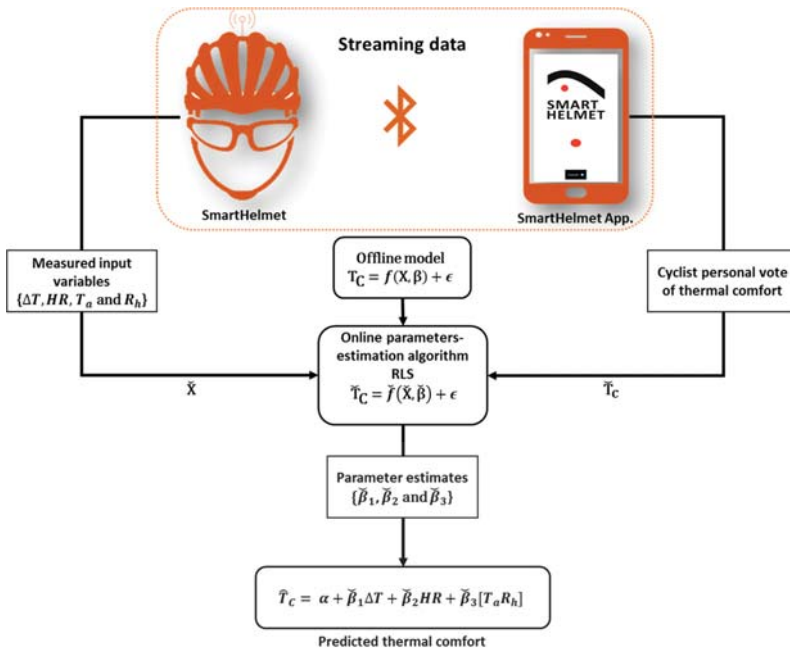 Streaming data
SMART
HELMET
SmartHelmet
SmartHelmet App.
Measured input
variables
{ΔT, HR, Tₐ and Rₕ}
Offline model
T_C = f(X, β) + ϵ
Cyclist personal vote
of thermal comfort
Online parameters-
estimation algorithm
RLS
T̆_C = f̆(X̆, β̆) + ϵ
X̆
T̆_C
Parameter estimates
{β̆₁, β̆₂ and β̆₃}
T̂_C = α + β̆₁ΔT + β̆₂HR + β̆₃[TₐRₕ]
Predicted thermal comfort